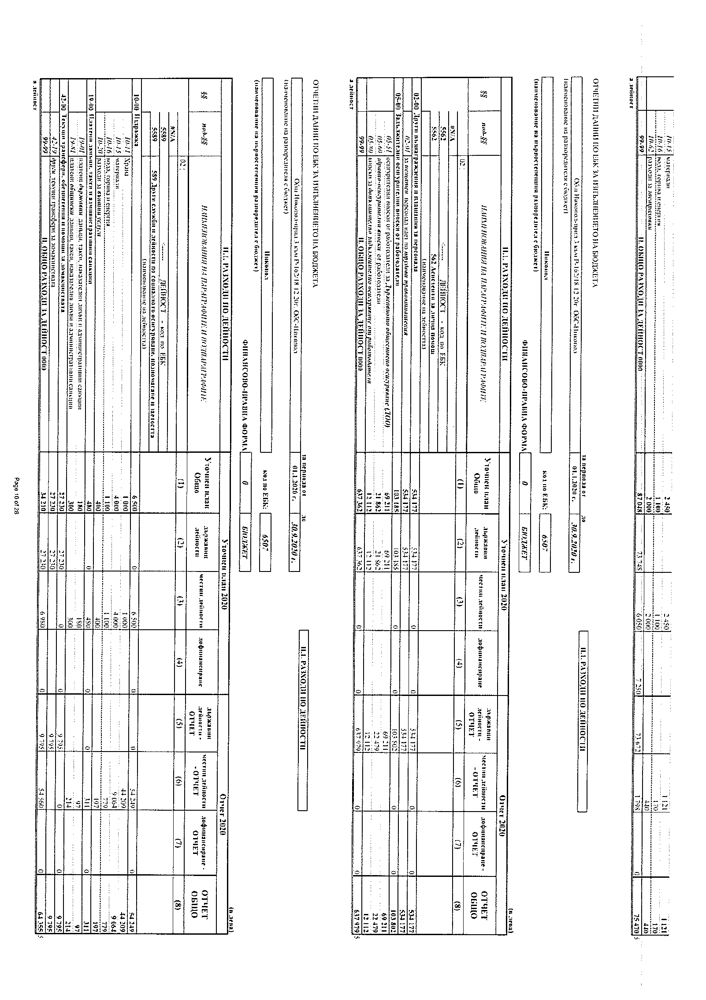 10-15 материали 2 450 2 450 1 121 1 121
10-16 вода, горива и енергия 1 100 1 100 170 170
10-62 разходи за застраховки 2 000 2 000 440 440
99-99 II. ОБЩО РАЗХОДИ ЗА ДЕЙНОСТ 0000 87 048 73 748 6 050 7 250 73 672 1 798 0 75 470
а дейност
ОТЧЕТНИ ДАННИ ПО ЕБК ЗА ИЗПЪЛНЕНИЕТО НА БЮДЖЕТА
за периода от до
Общ Никопол-прил 3 към Р-162/18 12 20г ОбС-Никопол 01.1.2020 г. 30.9.2020 г. II.1. РАЗХОДИ ПО ДЕЙНОСТИ
(наименование на разпоредителя с бюджет)
Никопол код по ЕБК: 6507
(наименование на първостепенния разпоредител с бюджет)
ФИНАНСОВО-ПРАВНА ФОРМА 0 БЮДЖЕТ
(в лева)
II.1. РАЗХОДИ ПО ДЕЙНОСТИ Уточнен план 2020 Отчет 2020
§§ под-§§ НАИМЕНОВАНИЯ НА ПАРАГРАФИТЕ И ПОДПАРАГРАФИТЕ Уточнен план Общо държавни дейности местни дейности дофинансиране държавни дейности - ОТЧЕТ местни дейности - ОТЧЕТ дофинансиране - ОТЧЕТ ОТЧЕТ ОБЩО
02 : (1) (2) (3) (4) (5) (6) (7) (8)
#N/A
5562 <------ ДЕЙНОСТ - код по ЕБК
5562 562 Асистенти за лична помощ
(наименование на дейността)
02-00 Други възнаграждения и плащания за персонала 534 177 534 177 0 0 534 177 0 0 534 177
02-01 за нещатен персонал нает по трудови правоотношения 534 177 534 177 534 177 534 177
05-00 Задължителни осигурителни вноски от работодатели 103 185 103 185 0 0 103 802 0 0 103 802
05-51 осигурителни вноски от работодатели за Държавното обществено осигуряване (ДОО) 69 211 69 211 69 211 69 211
05-60 здравно-осигурителни вноски от работодатели 21 862 21 862 22 479 22 479
05-80 вноски за допълнително задължително осигуряване от работодатели 12 112 12 112 12 112 12 112
99-99 II. ОБЩО РАЗХОДИ ЗА ДЕЙНОСТ 0000 637 362 637 362 0 0 637 979 0 0 637 979
а дейност
ОТЧЕТНИ ДАННИ ПО ЕБК ЗА ИЗПЪЛНЕНИЕТО НА БЮДЖЕТА
за периода от до
Общ Никопол-прил 3 към Р-162/18 12 20г ОбС-Никопол 01.1.2020 г. 30.9.2020 г. II.1. РАЗХОДИ ПО ДЕЙНОСТИ
(наименование на разпоредителя с бюджет)
Никопол код по ЕБК: 6507
(наименование на първостепенния разпоредител с бюджет)
ФИНАНСОВО-ПРАВНА ФОРМА 0 БЮДЖЕТ
(в лева)
II.1. РАЗХОДИ ПО ДЕЙНОСТИ Уточнен план 2020 Отчет 2020
§§ под-§§ НАИМЕНОВАНИЯ НА ПАРАГРАФИТЕ И ПОДПАРАГРАФИТЕ Уточнен план Общо държавни дейности местни дейности дофинансиране държавни дейности - ОТЧЕТ местни дейности - ОТЧЕТ дофинансиране - ОТЧЕТ ОТЧЕТ ОБЩО
02 : (1) (2) (3) (4) (5) (6) (7) (8)
#N/A
5589 <------ ДЕЙНОСТ - код по ЕБК
5589 589 Други служби и дейности по социалното осигуряване, подпомагане и заетостта
(наименование на дейността)
10-00 Издръжка 6 500 0 6 500 0 0 54 249 0 54 249
10-11 Храна 1 000 1 000 44 209 44 209
10-15 материали 4 000 4 000 9 064 9 064
10-16 вода, горива и енергия 1 100 1 100 779 779
10-20 разходи за външни услуги 400 400 197 197
19-00 Платени данъци, такси и административни санкции 480 0 480 0 0 311 0 311
19-01 платени държавни данъци, такси, наказателни лихви и административни санкции 180 180 97 97
19-81 платени общински данъци, такси, наказателни лихви и административни санкции 300 300 214 214
42-00 Текущи трансфери, обезщетения и помощи за домакинствата 27 230 27 230 0 0 9 795 0 0 9 795
42-19 други текущи трансфери за домакинствата 27 230 27 230 9 795 9 795
99-99 II. ОБЩО РАЗХОДИ ЗА ДЕЙНОСТ 0000 34 210 27 230 6 980 0 9 795 54 560 0 64 355
а дейност
Page 10 of 28